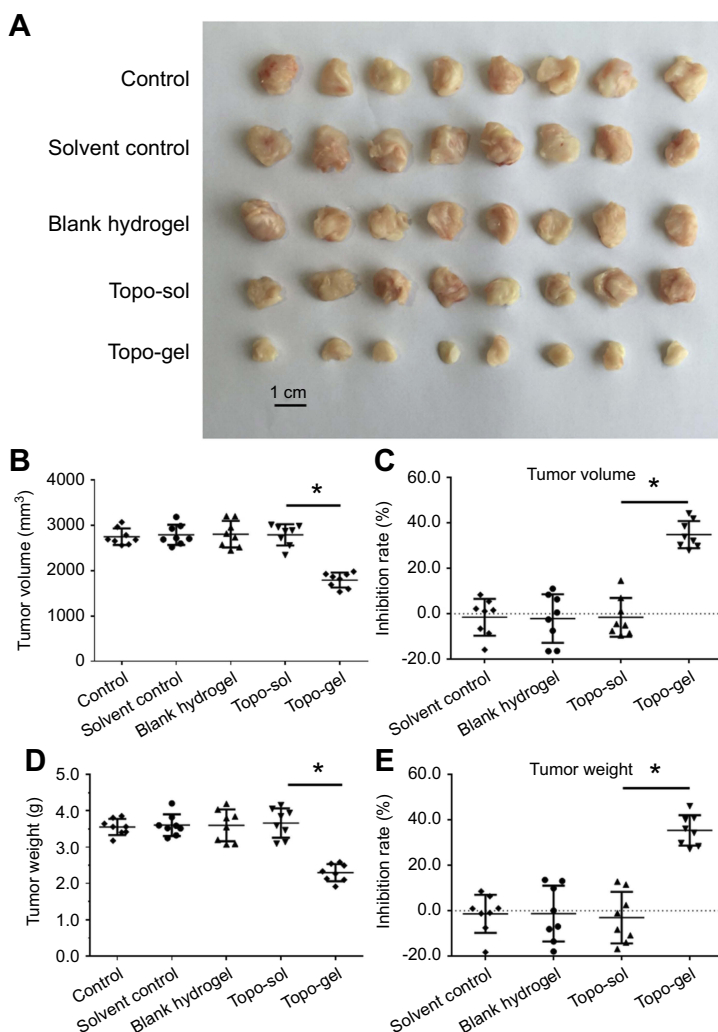 A
Control
Solvent control
Blank hydrogel
Topo-sol
Topo-gel
1 cm
B
Tumor volume (mm³)
4000
3000
2000
1000
0
*
Control
Solvent control
Blank hydrogel
Topo-sol
Topo-gel
C
Tumor volume
Inhibition rate (%)
60.0
40.0
20.0
0.0
-20.0
*
Solvent control
Blank hydrogel
Topo-sol
Topo-gel
D
Tumor weight (g)
5.0
4.0
3.0
2.0
1.0
0.0
*
Control
Solvent control
Blank hydrogel
Topo-sol
Topo-gel
E
Tumor weight
Inhibition rate (%)
60.0
40.0
20.0
0.0
-20.0
*
Solvent control
Blank hydrogel
Topo-sol
Topo-gel